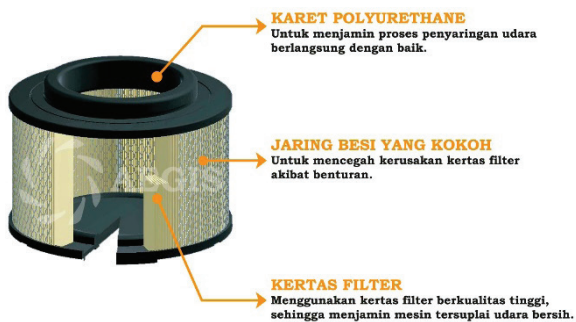 KARET POLYURETHANE
Untuk menjamin proses penyaringan udara
berlangsung dengan baik.
AEGIS
JARING BESI YANG KOKOH
Untuk mencegah kerusakan kertas filter
akibat benturan.
KERTAS FILTER
Menggunakan kertas filter berkualitas tinggi,
sehingga menjamin mesin tersuplai udara bersih.